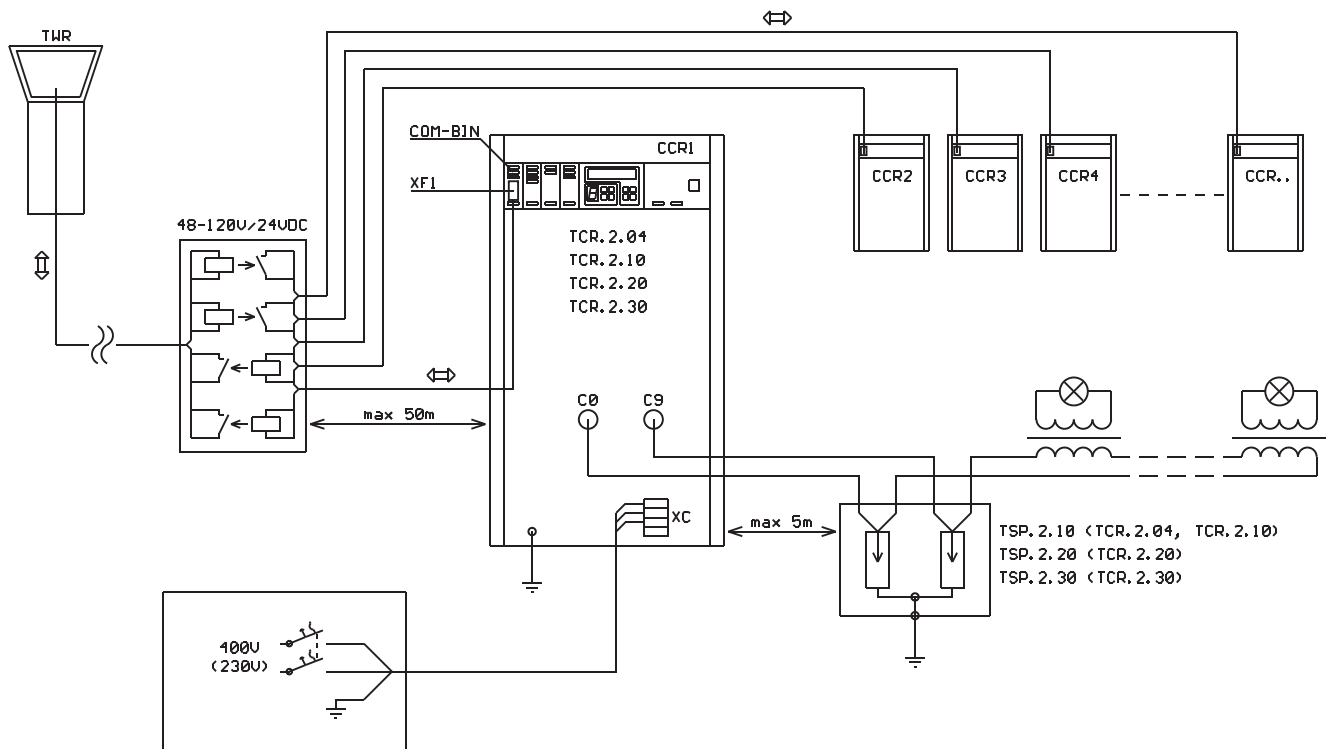 TWR
COM-BIN
CCR1
XF1
CCR2
CCR3
CCR4
CCR..
48-120V/24VDC
TCR.2.04
TCR.2.10
TCR.2.20
TCR.2.30
max 50m
C0
C9
XC
max 5m
TSP.2.10 (TCR.2.04, TCR.2.10)
TSP.2.20 (TCR.2.20)
TSP.2.30 (TCR.2.30)
400V
(230V)